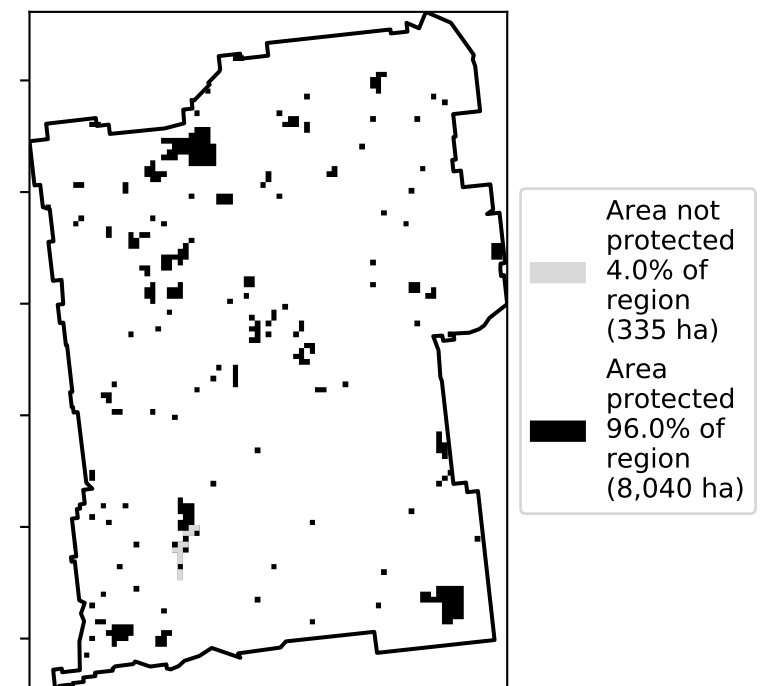 Area not
protected
4.0% of
region
(335 ha)
Area
protected
96.0% of
region
(8,040 ha)